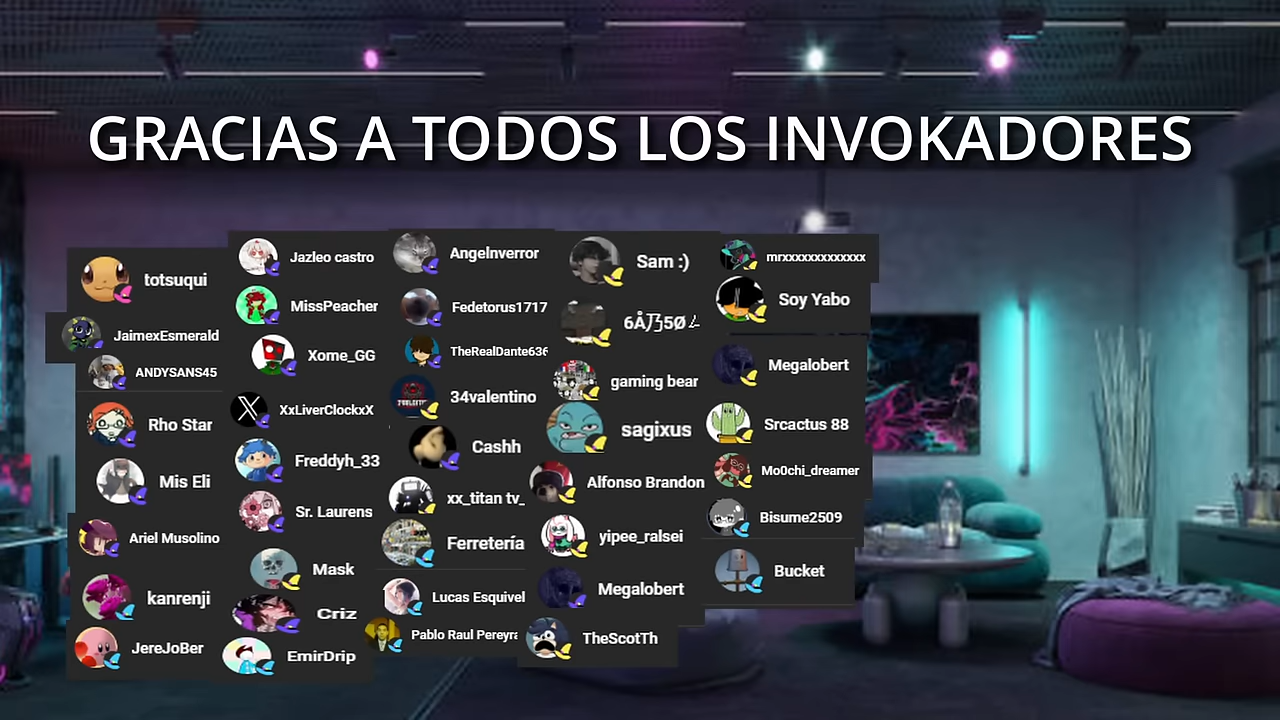 GRACIAS A TODOS LOS INVOKADORES
totsuqui
JaimexEsmerald
ANDYSANS45
Rho Star
Mis Eli
Ariel Musolino
kanrenji
JereJoBer
Jazleo castro
MissPeacher
Xome_GG
XxLiverClockxX
Freddyh_33
Sr. Laurens
Mask
Criz
EmirDrip
Angelnverror
Fedetorus1717
TheRealDante636
34valentino
Cashh
xx_titan tv_
Ferretería
Lucas Esquivel
Pablo Raul Pereyra
Sam :)
gaming bear
sagixus
Alfonso Brandon
yipee_ralsei
Megalobert
TheScotTh
mrxxxxxxxxxxxxx
Soy Yabo
Megalobert
Srcactus 88
Mo0chi_dreamer
Bisume2509
Bucket